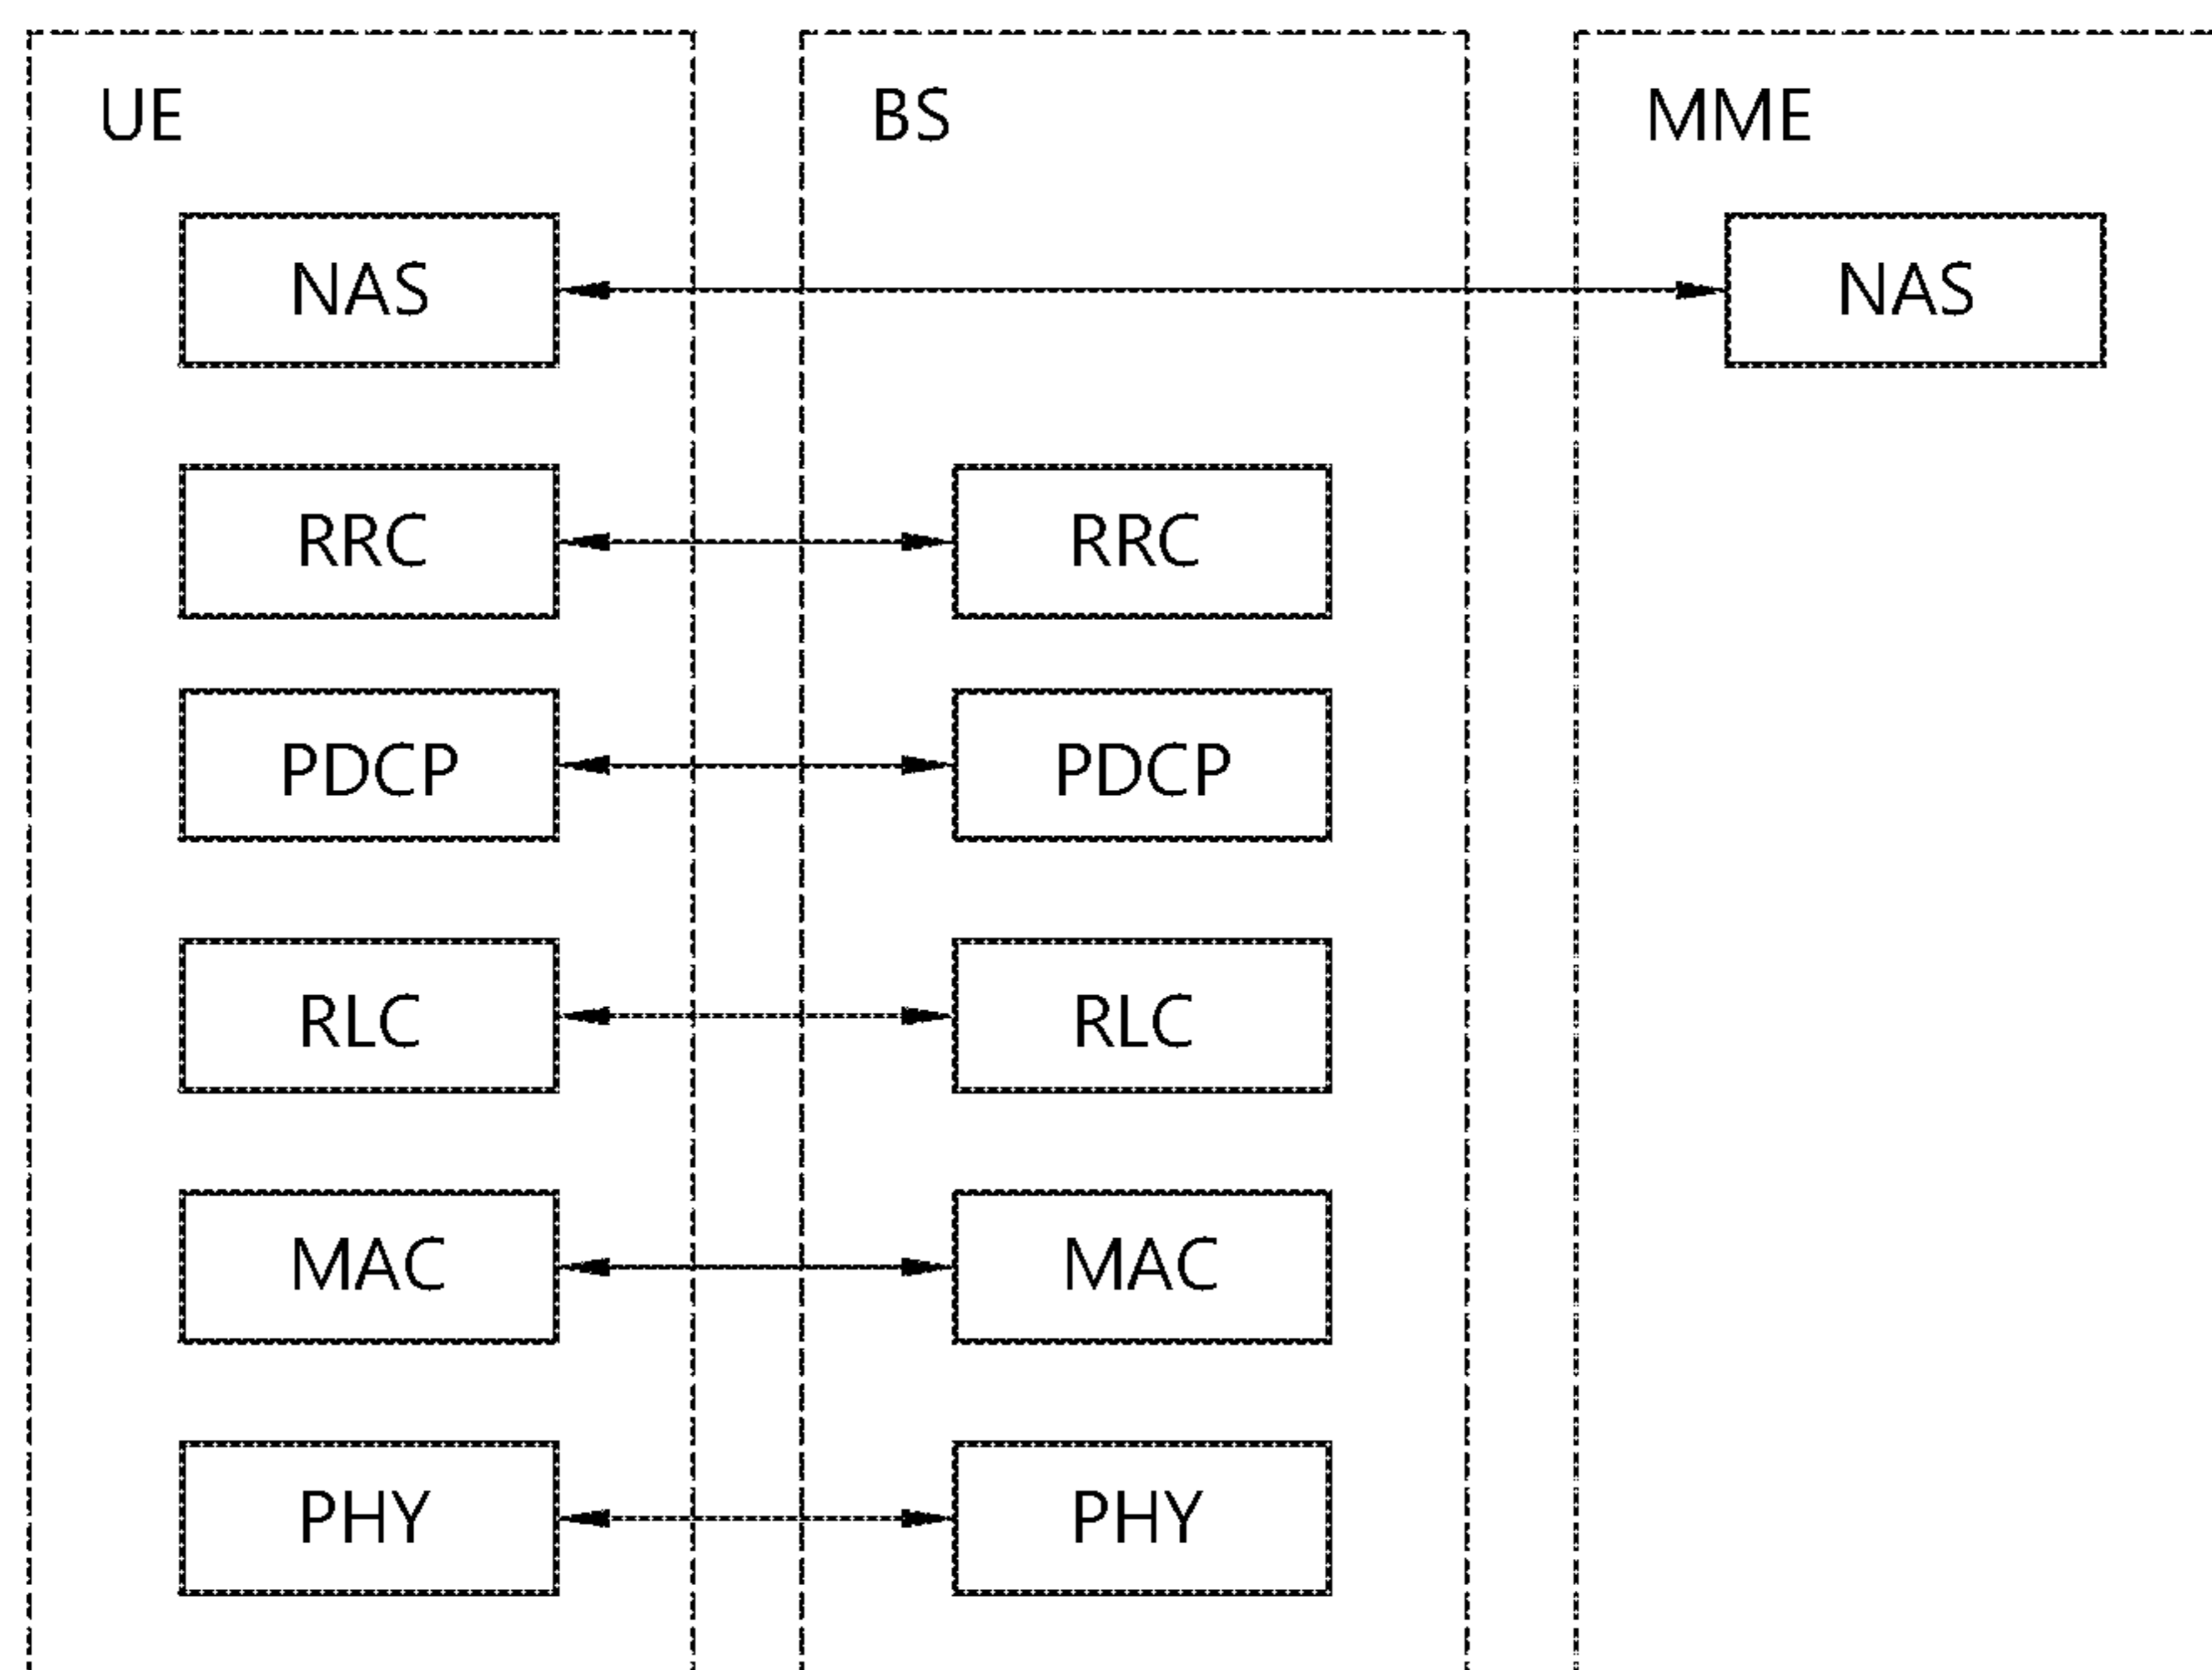 UE
BS
MME
NAS
NAS
RRC
RRC
PDCP
PDCP
RLC
RLC
MAC
MAC
PHY
PHY